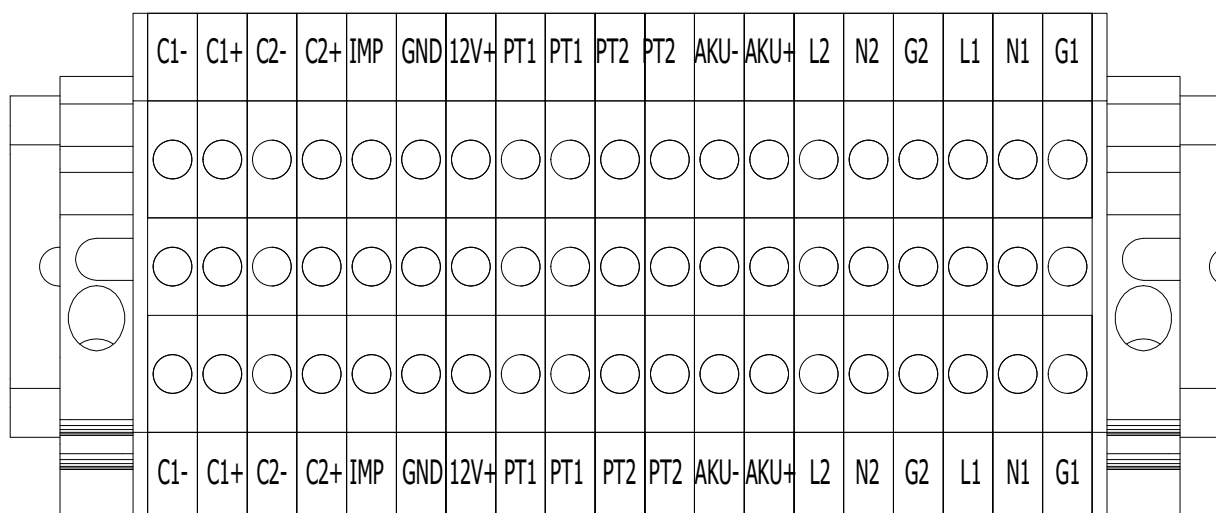 C1- C1+ C2- C2+ IMP GND 12V+ PT1 PT1 PT2 PT2 AKU- AKU+ L2 N2 G2 L1 N1 G1
C1- C1+ C2- C2+ IMP GND 12V+ PT1 PT1 PT2 PT2 AKU- AKU+ L2 N2 G2 L1 N1 G1